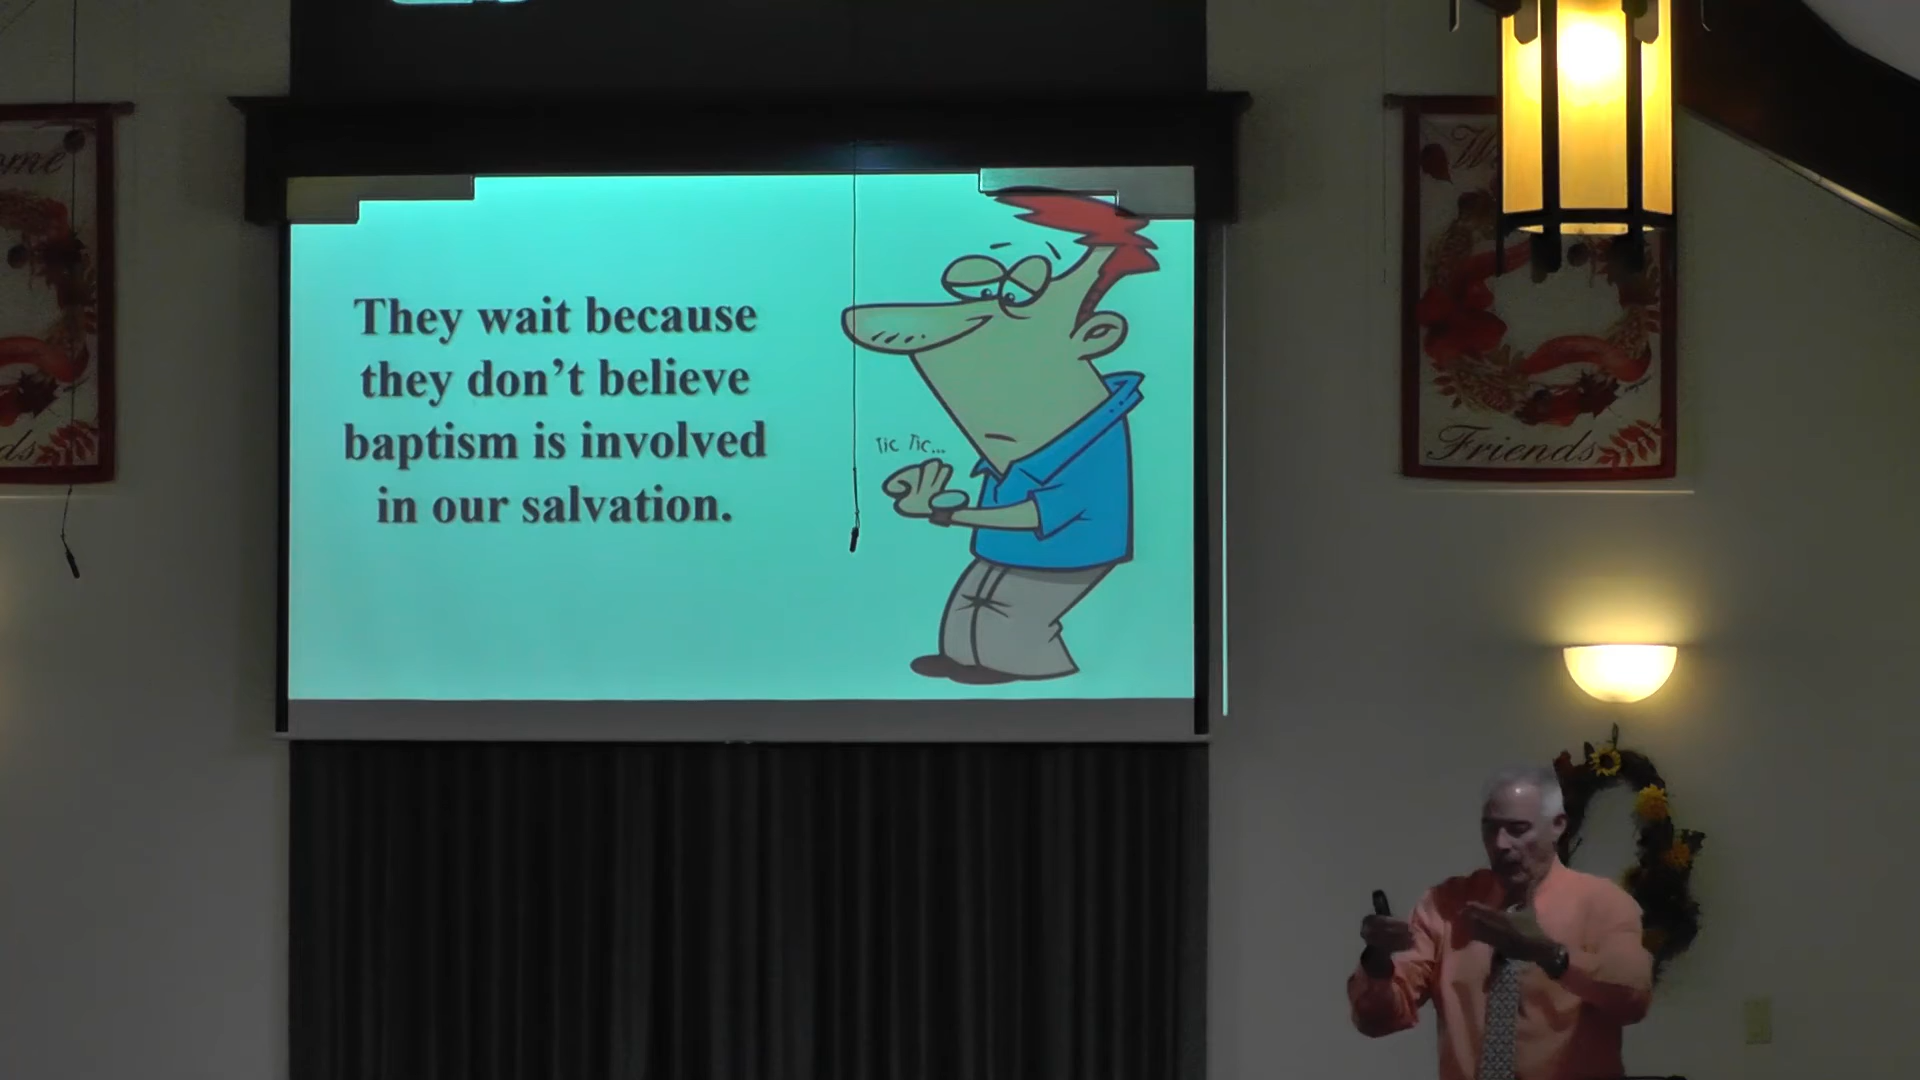 They wait because
they don't believe
baptism is involved
in our salvation.
Tic Tic...
Friends